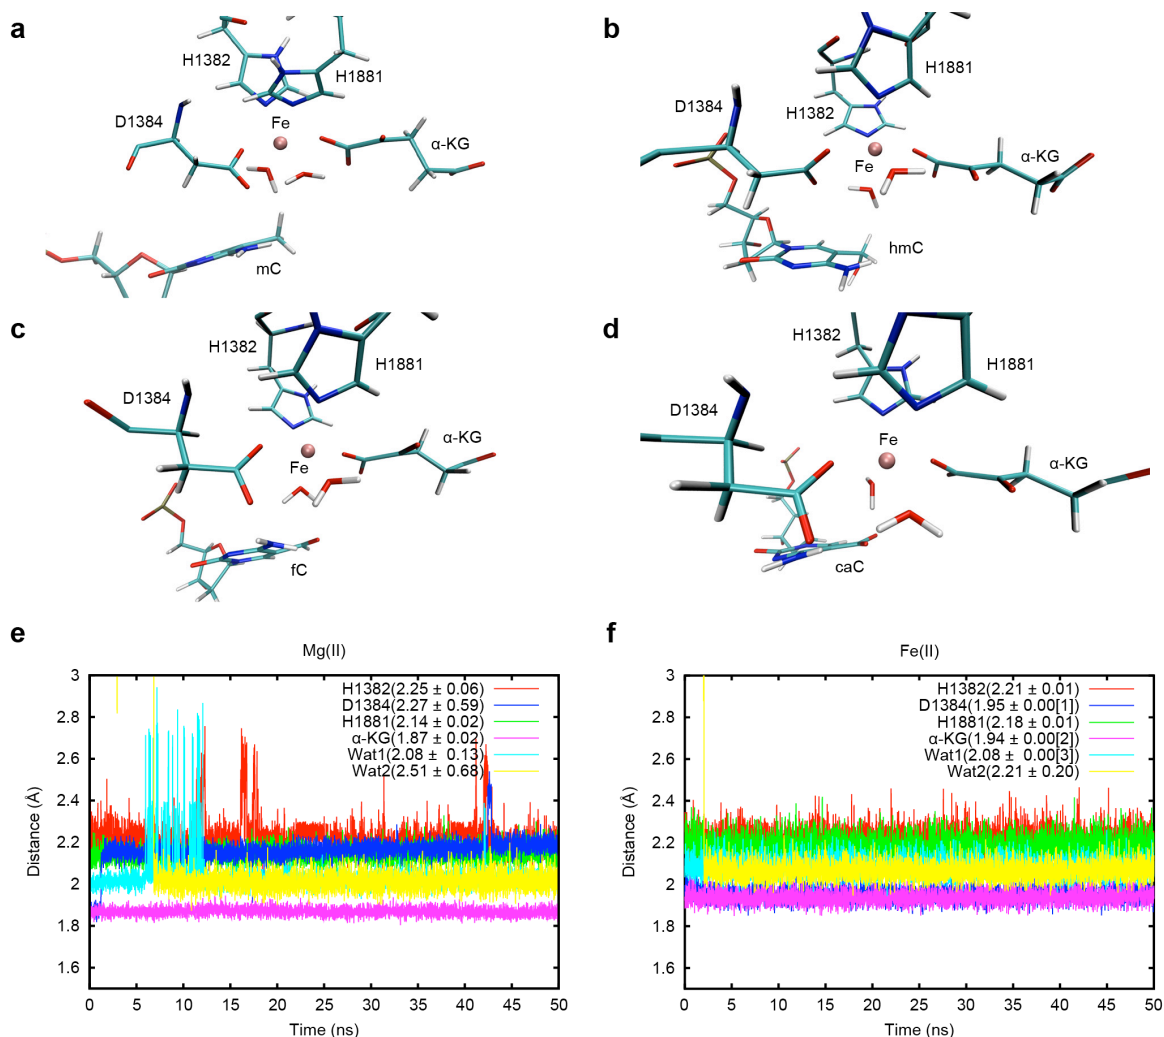 a
H1382
H1881
D1384
Fe
α-KG
mC
b
H1881
D1384
H1382
Fe
α-KG
hmC
c
H1382
H1881
D1384
α-KG
Fe
fC
d
H1382
H1881
D1384
Fe
α-KG
caC
e
Mg(II)
3
2.8
2.6
2.4
2.2
2
1.8
1.6
Distance (Å)
H1382(2.25 ± 0.06)
D1384(2.27 ± 0.59)
H1881(2.14 ± 0.02)
α-KG(1.87 ± 0.02)
Wat1(2.08 ± 0.13)
Wat2(2.51 ± 0.68)
0 5 10 15 20 25 30 35 40 45 50
Time (ns)
f
Fe(II)
3
2.8
2.6
2.4
2.2
2
1.8
1.6
Distance (Å)
H1382(2.21 ± 0.01)
D1384(1.95 ± 0.00[1])
H1881(2.18 ± 0.01)
α-KG(1.94 ± 0.00[2])
Wat1(2.08 ± 0.00[3])
Wat2(2.21 ± 0.20)
0 5 10 15 20 25 30 35 40 45 50
Time (ns)